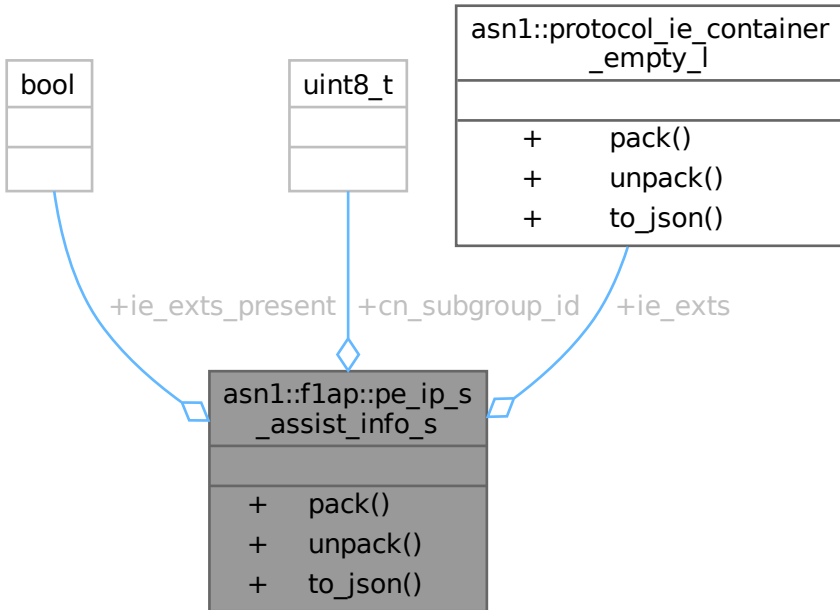 asn1::protocol_ie_container
_empty_l
bool
uint8_t
+ pack()
+ unpack()
+ to_json()
+ie_exts_present
+cn_subgroup_id
+ie_exts
asn1::f1ap::pe_ip_s
_assist_info_s
+ pack()
+ unpack()
+ to_json()